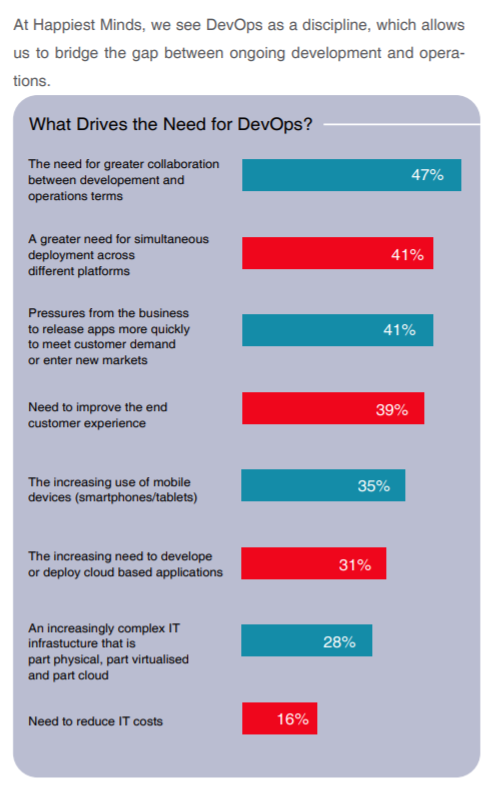 At Happiest Minds, we see DevOps as a discipline, which allows
us to bridge the gap between ongoing development and opera-
tions.
What Drives the Need for DevOps?
The need for greater collaboration
between developement and
operations terms
47%
A greater need for simultaneous
deployment across
different platforms
41%
Pressures from the business
to release apps more quickly
to meet customer demand
or enter new markets
41%
Need to improve the end
customer experience
39%
The increasing use of mobile
devices (smartphones/tablets)
35%
The increasing need to develope
or deploy cloud based applications
31%
An increasingly complex IT
infrastucture that is
part physical, part virtualised
and part cloud
28%
Need to reduce IT costs
16%